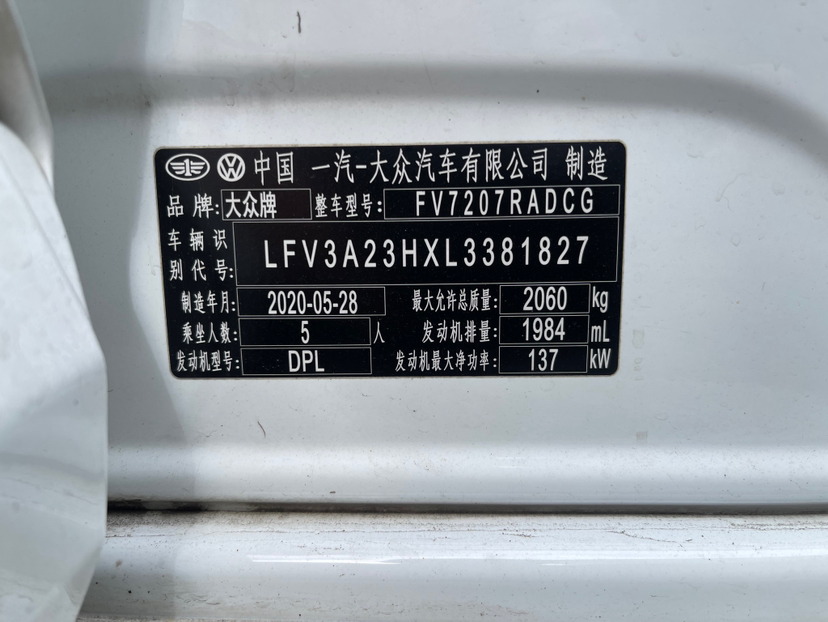 中国 一汽-大众汽车有限公司 制造
品 牌: 大众牌 整车型号: FV7207RADCG
车辆识别代号: LFV3A23HXL3381827
制造年月: 2020-05-28 最大允许总质量: 2060 kg
乘坐人数: 5 人 发动机排量: 1984 mL
发动机型号: DPL 发动机最大净功率: 137 kW